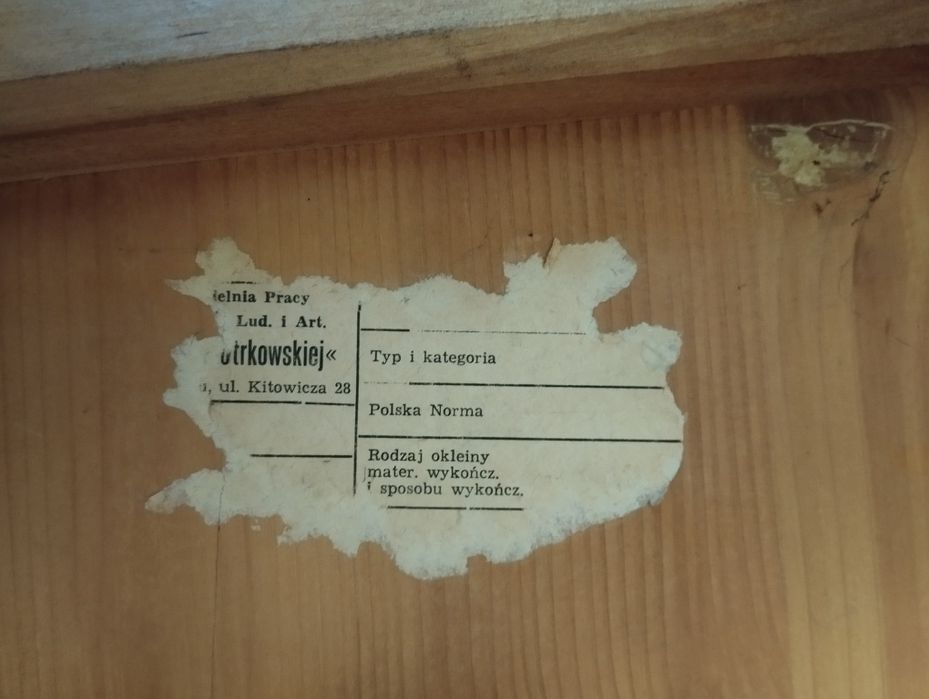 ielnia Pracy
Lud. i Art.
otrkowskiej«
, ul. Kitowicza 28
Typ i kategoria
Polska Norma
Rodzaj okleiny
mater. wykończ.
i sposobu wykończ.